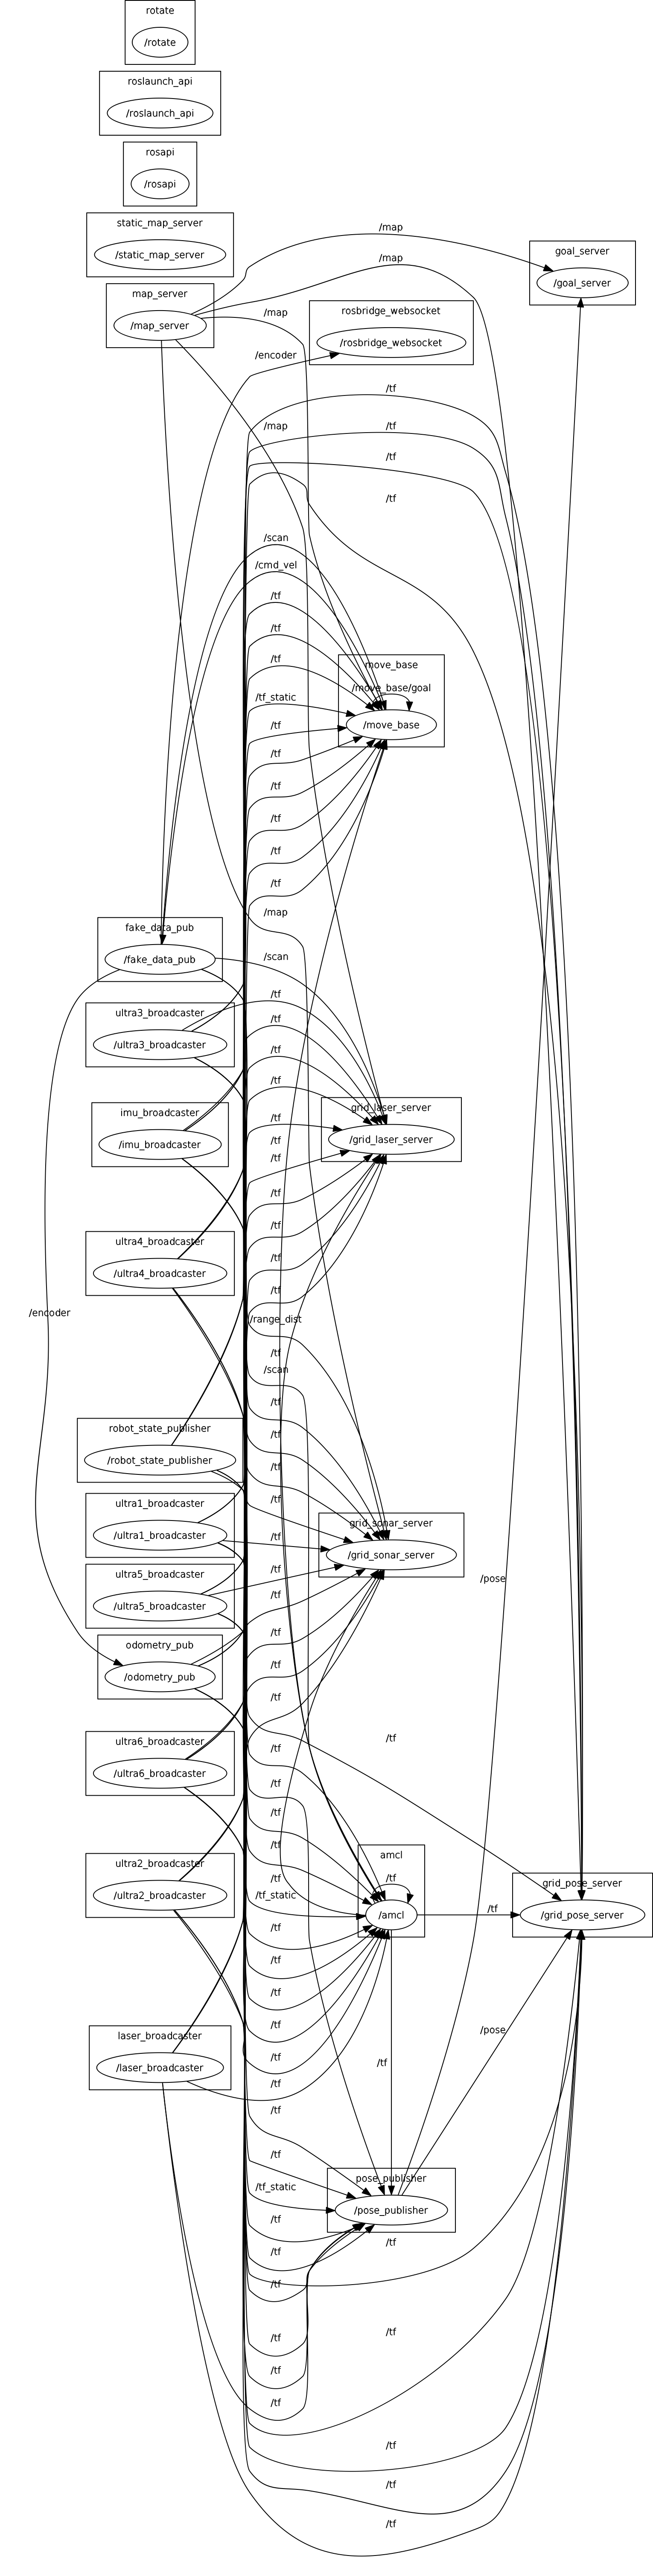 rotate
/rotate
roslaunch_api
/roslaunch_api
rosapi
/rosapi
static_map_server
/static_map_server
/map
goal_server
/goal_server
/map
map_server
/map_server
/map
rosbridge_websocket
/rosbridge_websocket
/encoder
/tf
/map
/tf
/tf
/tf
/scan
/cmd_vel
/tf
/tf
/tf
move_base
/move_base/goal
/move_base
/tf_static
/tf
/tf
/tf
/tf
/tf
/tf
/map
fake_data_pub
/fake_data_pub
/scan
/tf
ultra3_broadcaster
/ultra3_broadcaster
/tf
/tf
/tf
imu_broadcaster
/imu_broadcaster
grid_laser_server
/grid_laser_server
/tf
/tf
/tf
/tf
/tf
ultra4_broadcaster
/ultra4_broadcaster
/tf
/tf
/encoder
/range_dist
/tf
/scan
/tf
robot_state_publisher
/robot_state_publisher
/tf
/tf
/tf
ultra1_broadcaster
/ultra1_broadcaster
grid_sonar_server
/grid_sonar_server
/tf
/tf
ultra5_broadcaster
/ultra5_broadcaster
/pose
/tf
/tf
odometry_pub
/odometry_pub
/tf
/tf
ultra6_broadcaster
/ultra6_broadcaster
/tf
/tf
/tf
/tf
/tf
ultra2_broadcaster
/ultra2_broadcaster
amcl
/tf
/amcl
/tf
/tf_static
/tf
grid_pose_server
/grid_pose_server
/tf
/tf
/tf
/tf
/pose
laser_broadcaster
/laser_broadcaster
/tf
/tf
/tf
/tf
/tf
pose_publisher
/pose_publisher
/tf_static
/tf
/tf
/tf
/tf
/tf
/tf
/tf
/tf
/tf
/tf
/tf